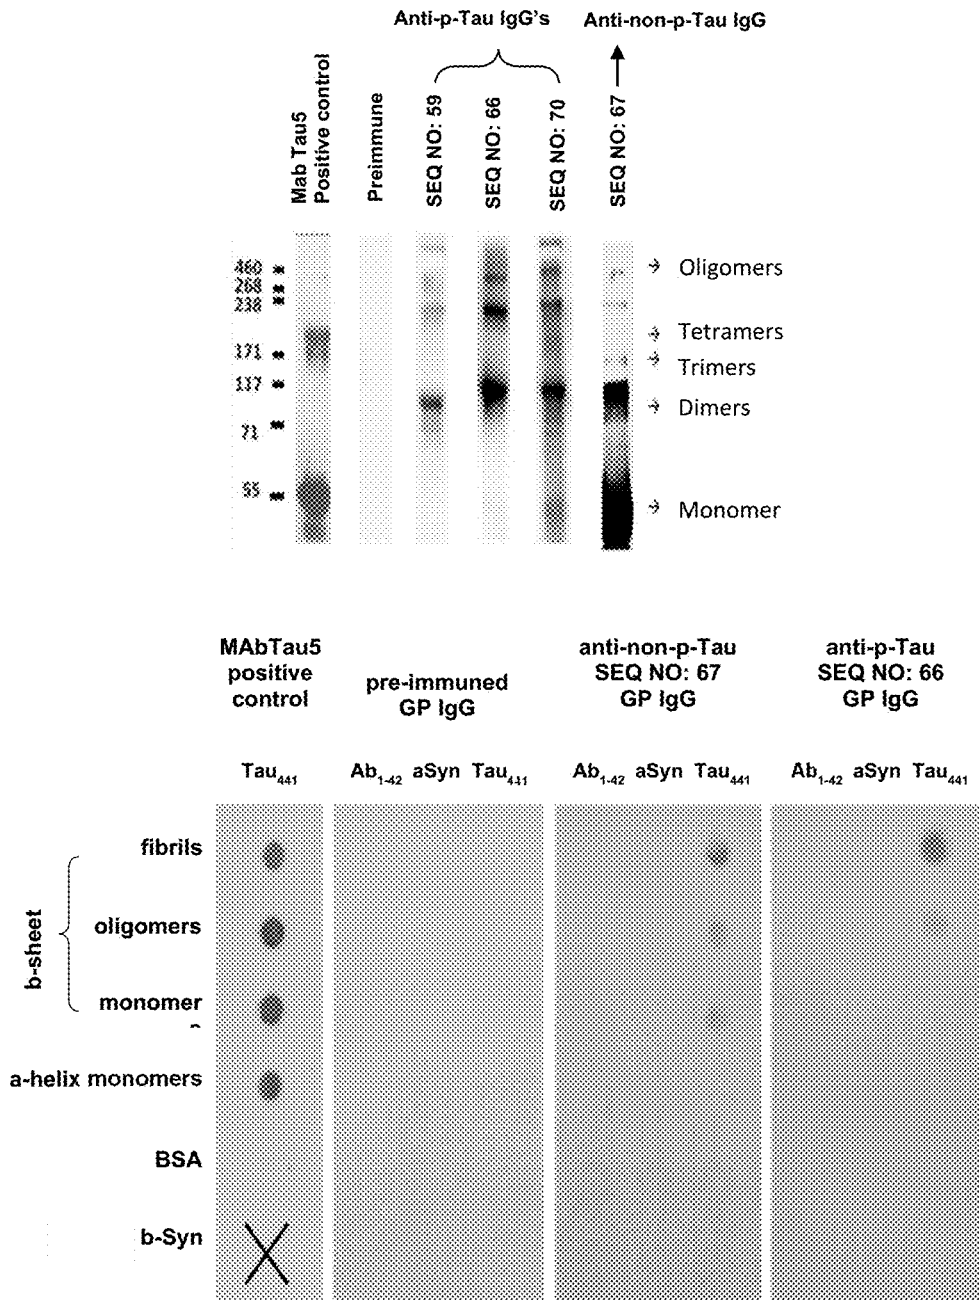 Anti-p-Tau IgG's
Anti-non-p-Tau IgG
Mab Tau5
Positive control
Preimmune
SEQ NO: 59
SEQ NO: 66
SEQ NO: 70
SEQ NO: 67
460
268
238
171
117
71
55
Oligomers
Tetramers
Trimers
Dimers
Monomer
MAbTau5
positive
control
pre-immuned
GP IgG
anti-non-p-Tau
SEQ NO: 67
GP IgG
anti-p-Tau
SEQ NO: 66
GP IgG
Tau441
Ab1-42 aSyn Tau441
Ab1-42 aSyn Tau441
Ab1-42 aSyn Tau441
b-sheet
fibrils
oligomers
monomer
a-helix monomers
BSA
b-Syn